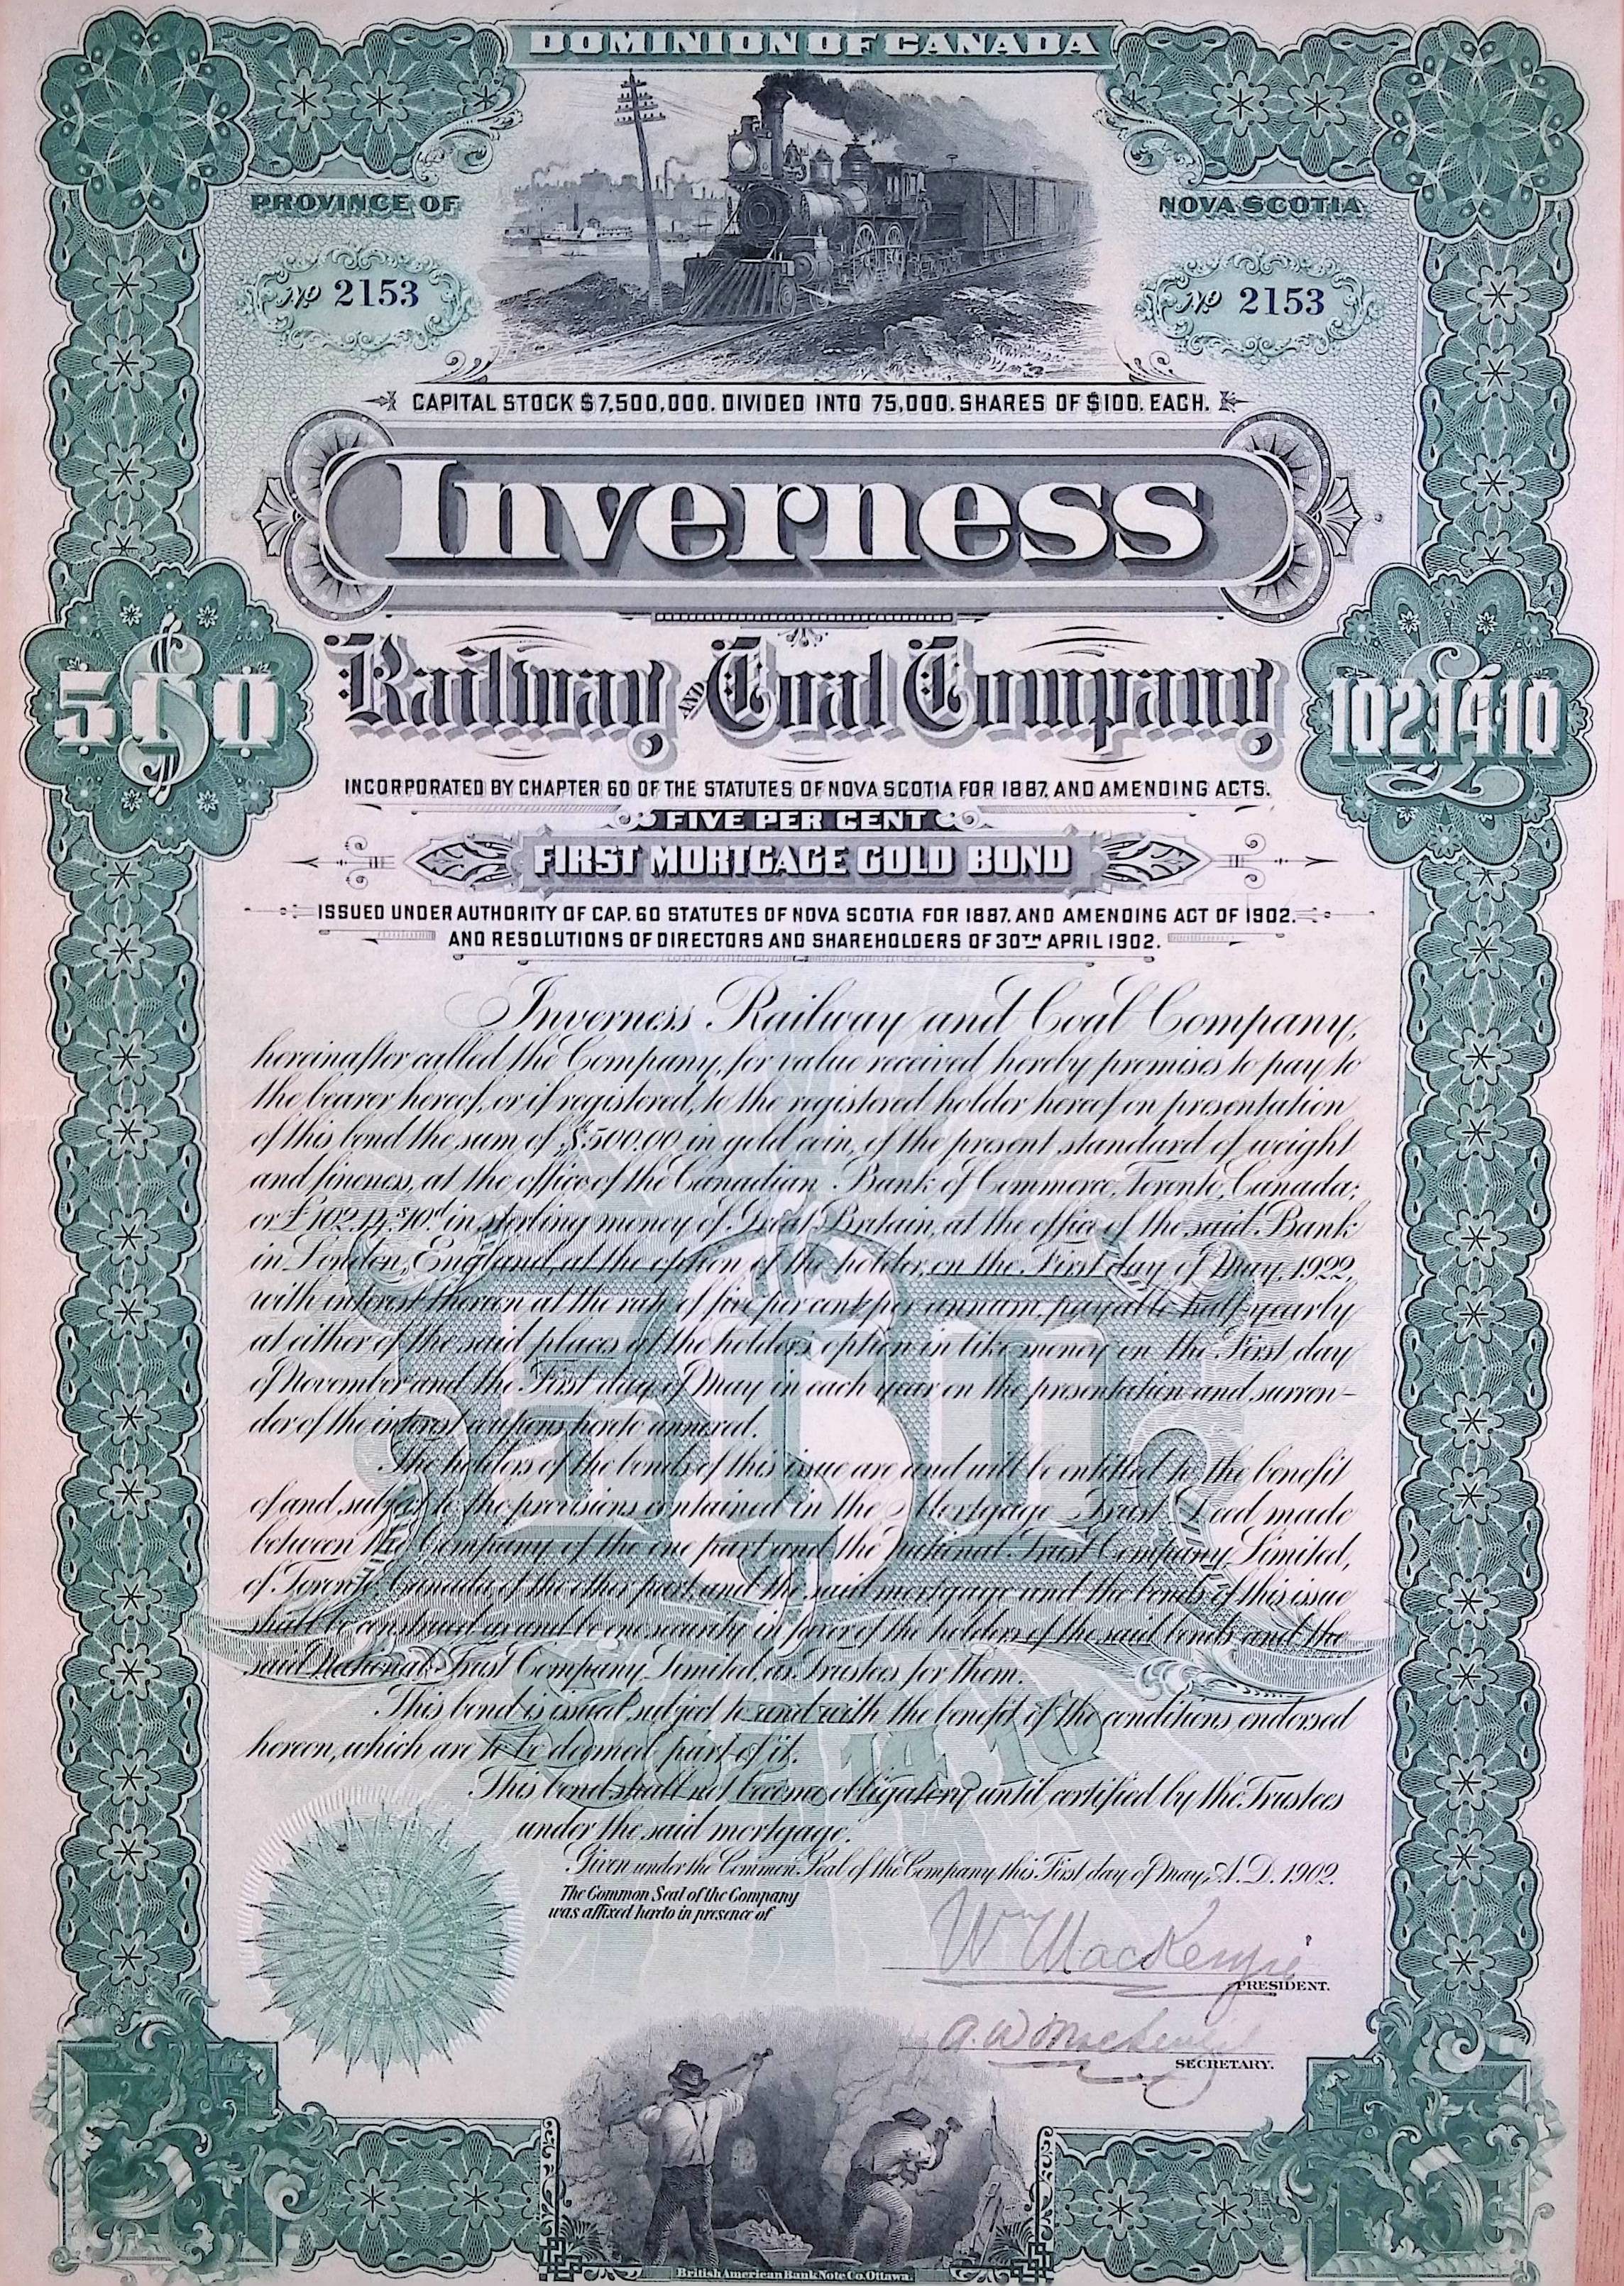 DOMINION OF CANADA
PROVINCE OF
NOVA SCOTIA
No 2153
No 2153
CAPITAL STOCK $7,500,000. DIVIDED INTO 75,000. SHARES OF $100. EACH.
Inverness
Railway AND Coal Company
$500
£102.14.10
INCORPORATED BY CHAPTER 60 OF THE STATUTES OF NOVA SCOTIA FOR 1887, AND AMENDING ACTS.
FIVE PER CENT
FIRST MORTGAGE GOLD BOND
ISSUED UNDER AUTHORITY OF CAP. 60 STATUTES OF NOVA SCOTIA FOR 1887, AND AMENDING ACT OF 1902.
AND RESOLUTIONS OF DIRECTORS AND SHAREHOLDERS OF 30TH APRIL 1902.
Inverness Railway and Coal Company,
hereinafter called the Company, for value received hereby promises to pay to
the bearer hereof, or if registered, to the registered holder hereof on presentation
of this bond the sum of $500.00 in gold coin, of the present standard of weight
and fineness, at the office of the Canadian Bank of Commerce, Toronto, Canada;
or £102.14.s10.d in sterling money of Great Britain, at the office of the said Bank
in London, England, at the option of the holder, on the First day of May, 1922,
with interest thereon at the rate of five per cent per annum, payable half-yearly
at either of the said places at the holders option in like money on the First day
of November and the First day of May in each year on the presentation and surren-
der of the interest coupons hereto annexed.
The holders of the bonds of this issue are and will be entitled to the benefit
of and subject to the provisions contained in the Mortgage Trust Deed made
between the Company of the one part and the National Trust Company, Limited,
of Toronto, Canada, of the other part and the said mortgage and the bonds of this issue
shall be construed as and be one security in favor of the holders of the said bonds and the
said National Trust Company, Limited, as Trustees for them.
This bond is issued subject to and with the benefit of the conditions endorsed
hereon, which are to be deemed part of it.
This bond shall not become obligatory until certified by the Trustees
under the said mortgage.
Given under the Common Seal of the Company this First day of May, A.D. 1902.
The Common Seal of the Company
was affixed hereto in presence of
Wm MacKenzie
PRESIDENT.
A. W. Mackenzie
SECRETARY.
$500
£102.14.10
British American Bank Note Co. Ottawa.